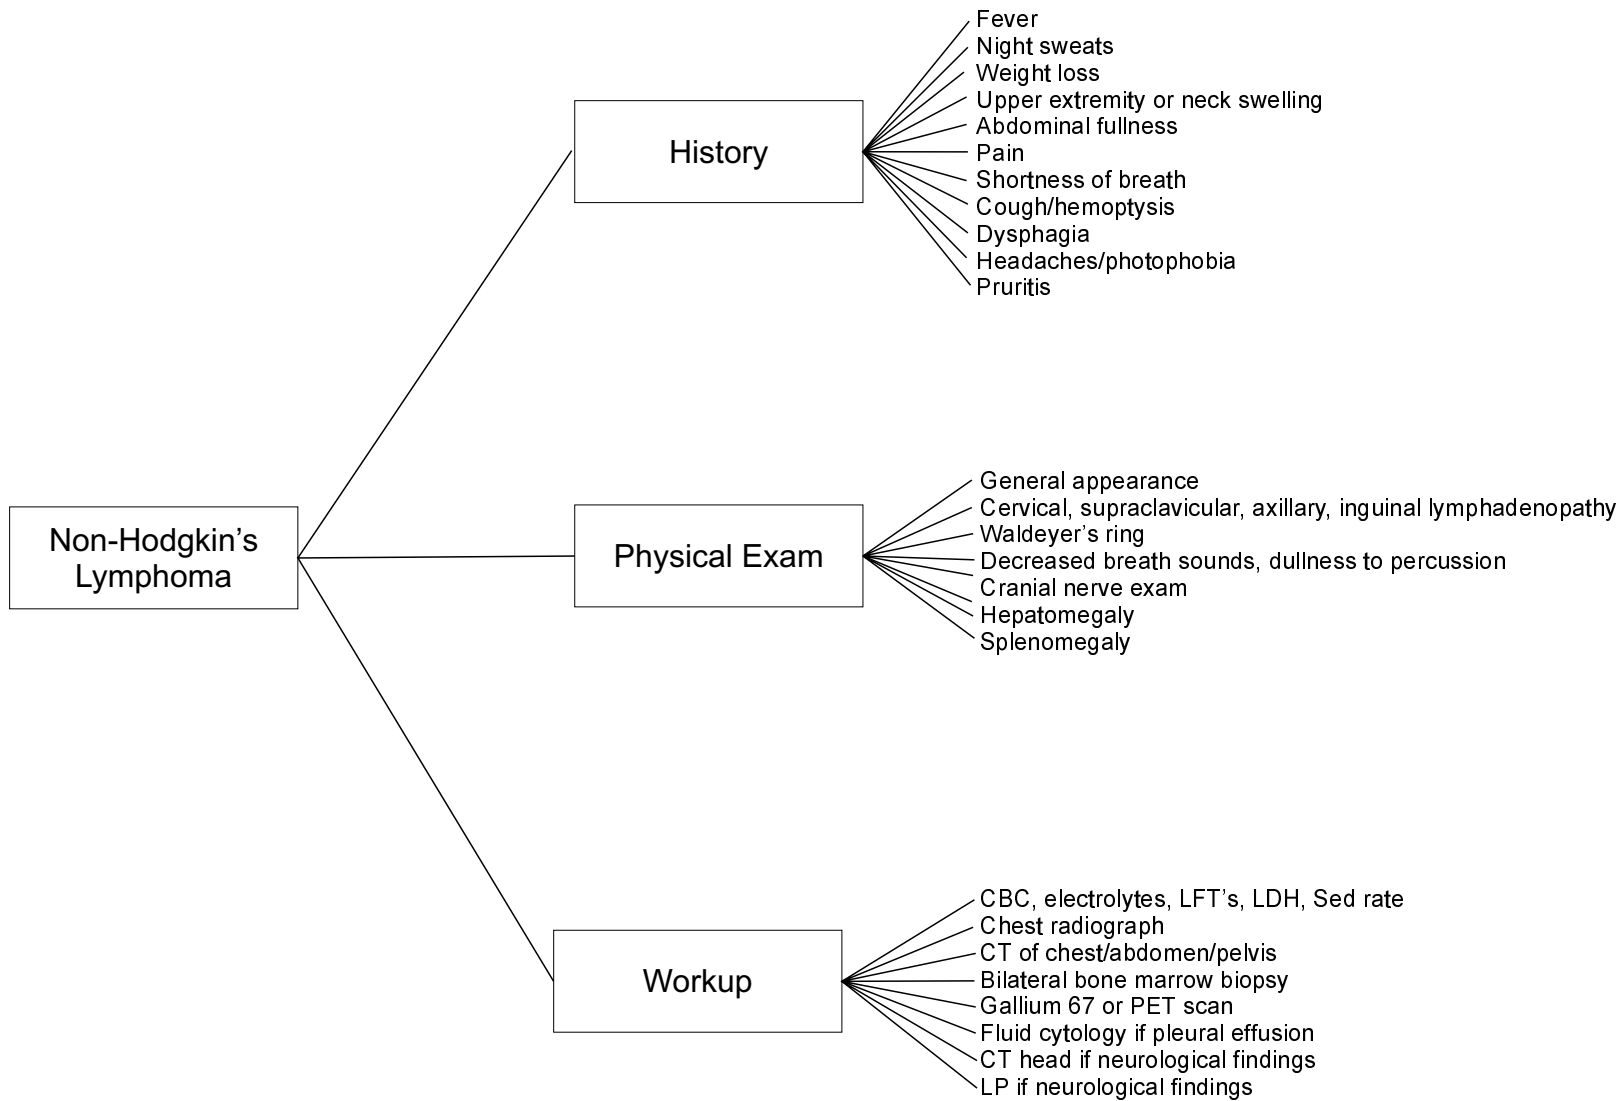 Fever
Night sweats
Weight loss
Upper extremity or neck swelling
Abdominal fullness
History
Pain
Shortness of breath
Cough/hemoptysis
Dysphagia
Headaches/photophobia
Pruritis
General appearance
Cervical, supraclavicular, axillary, inguinal lymphadenopathy
Waldeyer’s ring
Non-Hodgkin’s
Lymphoma
Physical Exam
Decreased breath sounds, dullness to percussion
Cranial nerve exam
Hepatomegaly
Splenomegaly
CBC, electrolytes, LFT’s, LDH, Sed rate
Chest radiograph
CT of chest/abdomen/pelvis
Workup
Bilateral bone marrow biopsy
Gallium 67 or PET scan
Fluid cytology if pleural effusion
CT head if neurological findings
LP if neurological findings